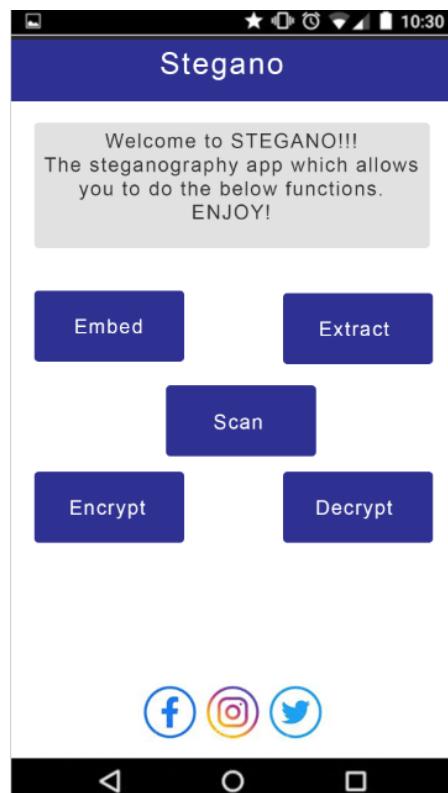 10:30
Stegano
Welcome to STEGANO!!!
The steganography app which allows
you to do the below functions.
ENJOY!
Embed
Extract
Scan
Encrypt
Decrypt